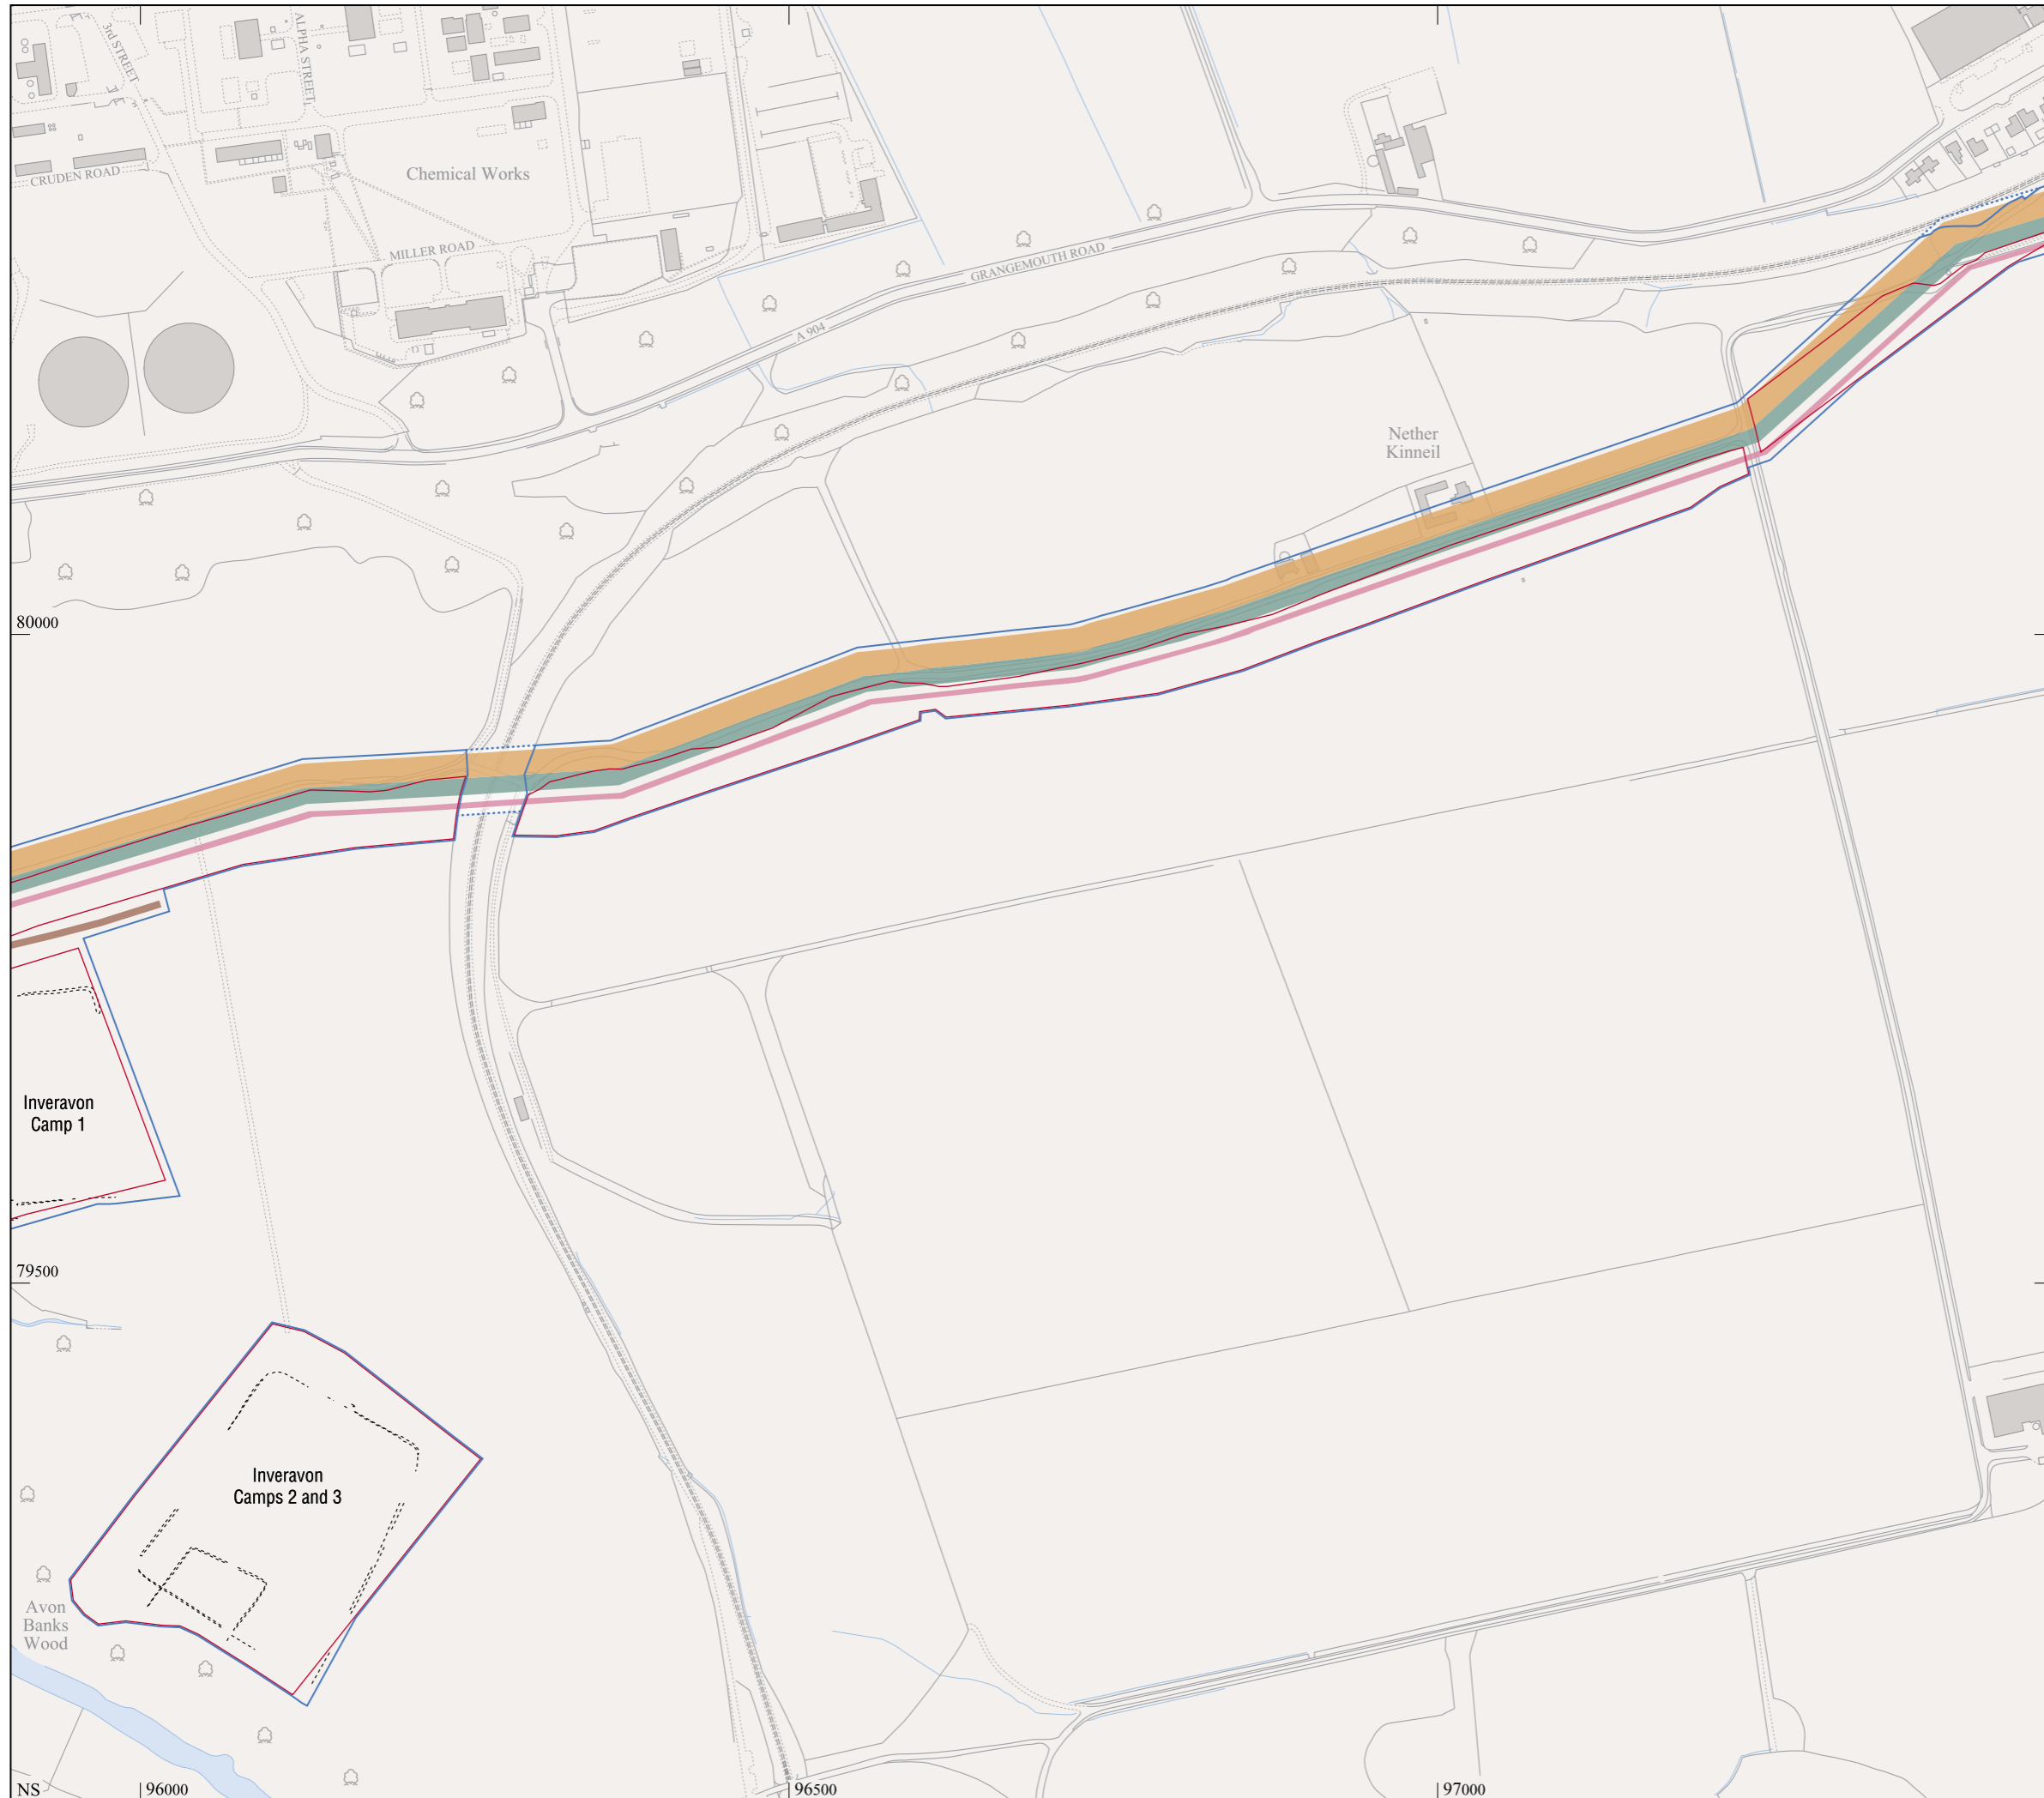 3rd STREET
ALPHA STREET
CRUDEN ROAD
Chemical Works
MILLER ROAD
GRANGEMOUTH ROAD
A 904
Nether
Kinneil
80000
Inveravon
Camp 1
79500
Inveravon
Camps 2 and 3
Avon
Banks
Wood
NS
96000
96500
97000